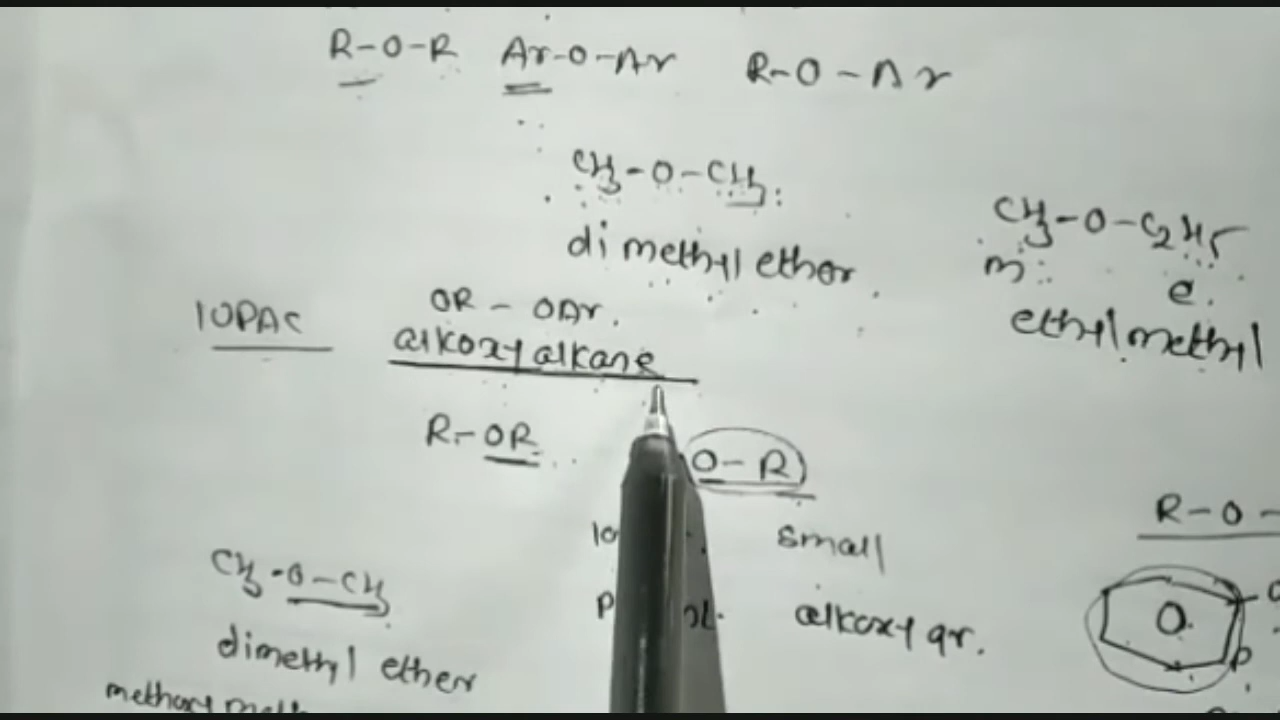 R-O-R Ar-O-Ar R-O-Ar
CH3-O-CH3
dimethyl ether
CH3-O-C2H5
m e.
ethyl methyl
IUPAC
OR - OAr.
alkoxy alkane
R-OR
O-R
small
alkoxy gr.
R-O-
CH3-O-CH3
dimethyl ether
methoxy